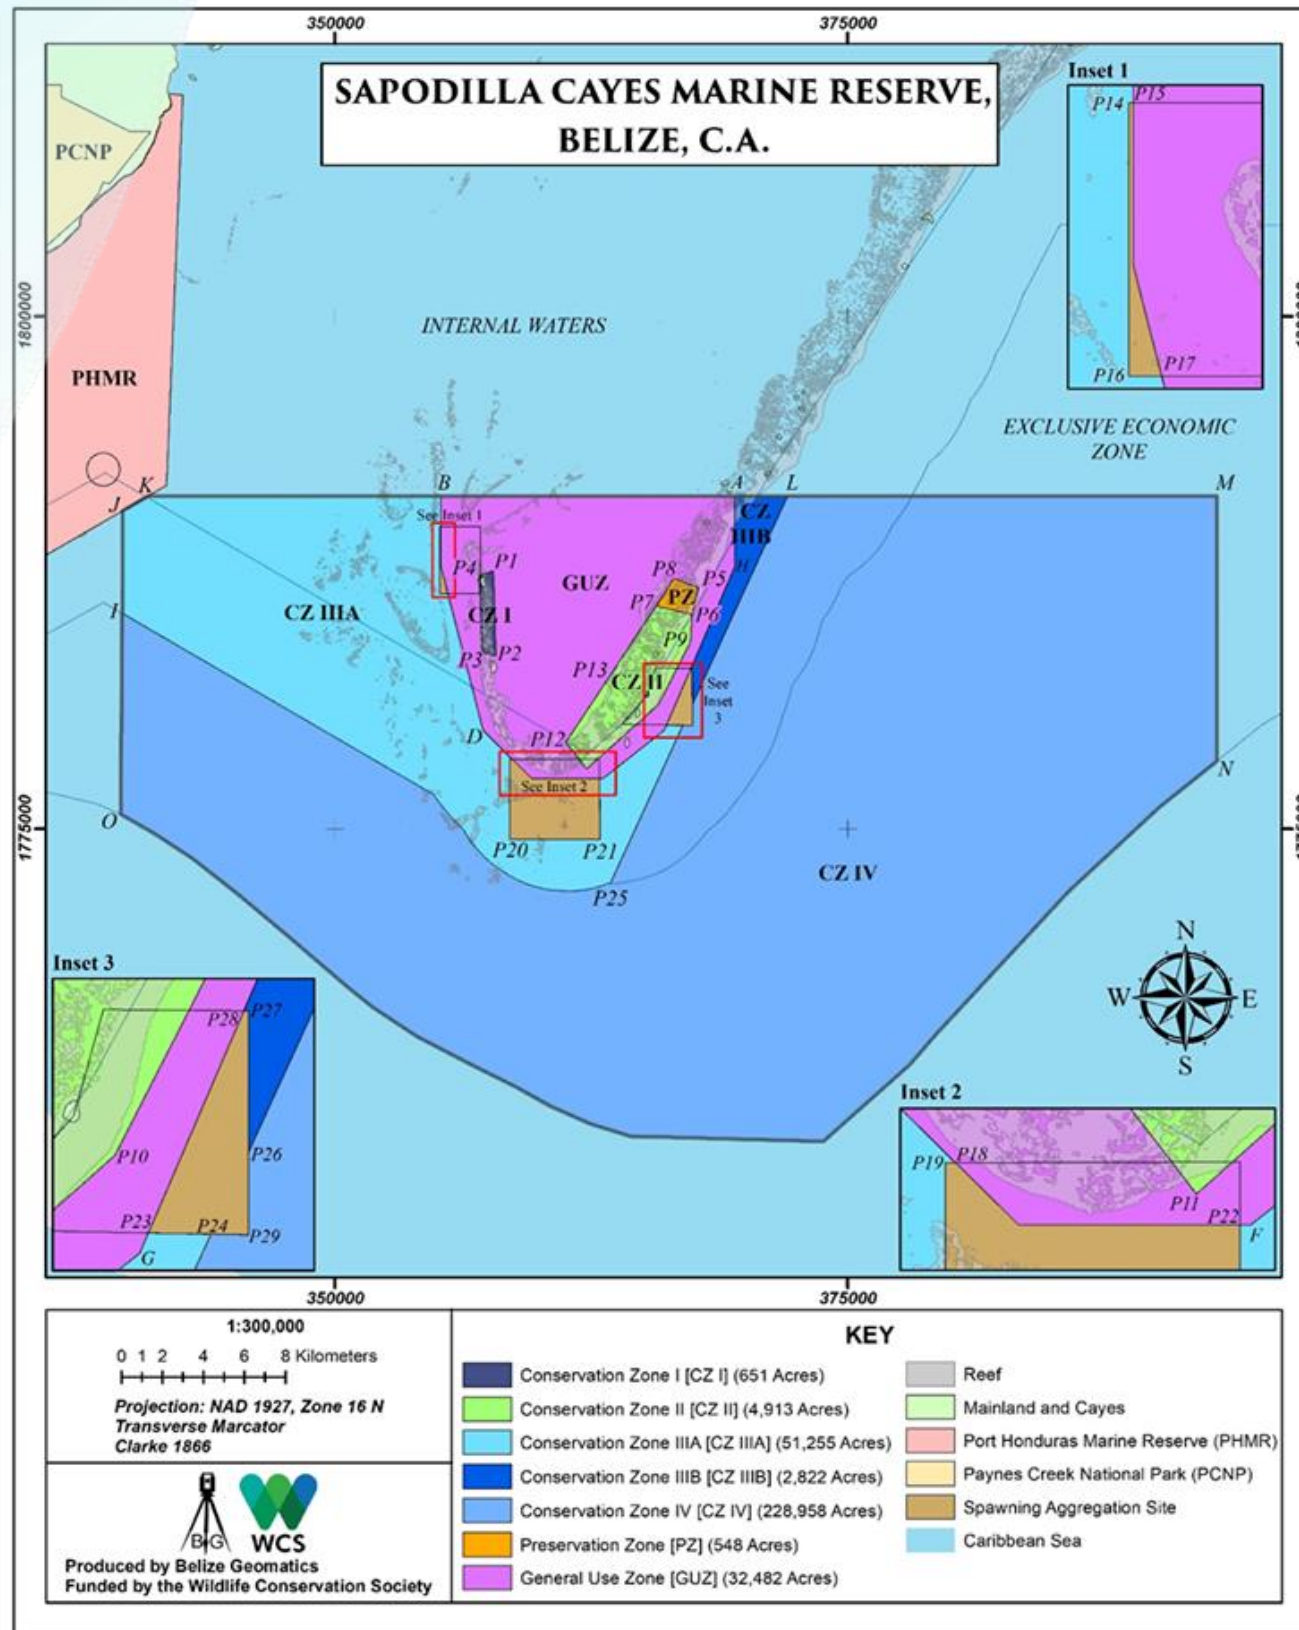 350000
375000
SAPODILLA CAYES MARINE RESERVE,
BELIZE, C.A.
Inset 1
P14
P15
P16
P17
PCNP
1800000
INTERNAL WATERS
PHMR
EXCLUSIVE ECONOMIC
ZONE
J
K
B
A
L
M
See Inset 1
CZ
IIIB
H
P4
P1
GUZ
P8
P5
PZ
P7
P6
I
CZ IIIA
CZ I
P9
P3
P2
P13
CZ II
See
Inset
3
D
P12
See Inset 2
N
O
1775000
P20
P21
CZ IV
P25
Inset 3
P28
P27
P10
P26
P23
P24
P29
G
N
W
E
S
Inset 2
P19
P18
P11
P22
F
350000
375000
1:300,000
0 1 2 4 6 8 Kilometers
Projection: NAD 1927, Zone 16 N
Transverse Marcator
Clarke 1866
B G
WCS
Produced by Belize Geomatics
Funded by the Wildlife Conservation Society
KEY
Conservation Zone I [CZ I] (651 Acres)
Conservation Zone II [CZ II] (4,913 Acres)
Conservation Zone IIIA [CZ IIIA] (51,255 Acres)
Conservation Zone IIIB [CZ IIIB] (2,822 Acres)
Conservation Zone IV [CZ IV] (228,958 Acres)
Preservation Zone [PZ] (548 Acres)
General Use Zone [GUZ] (32,482 Acres)
Reef
Mainland and Cayes
Port Honduras Marine Reserve (PHMR)
Paynes Creek National Park (PCNP)
Spawning Aggregation Site
Caribbean Sea